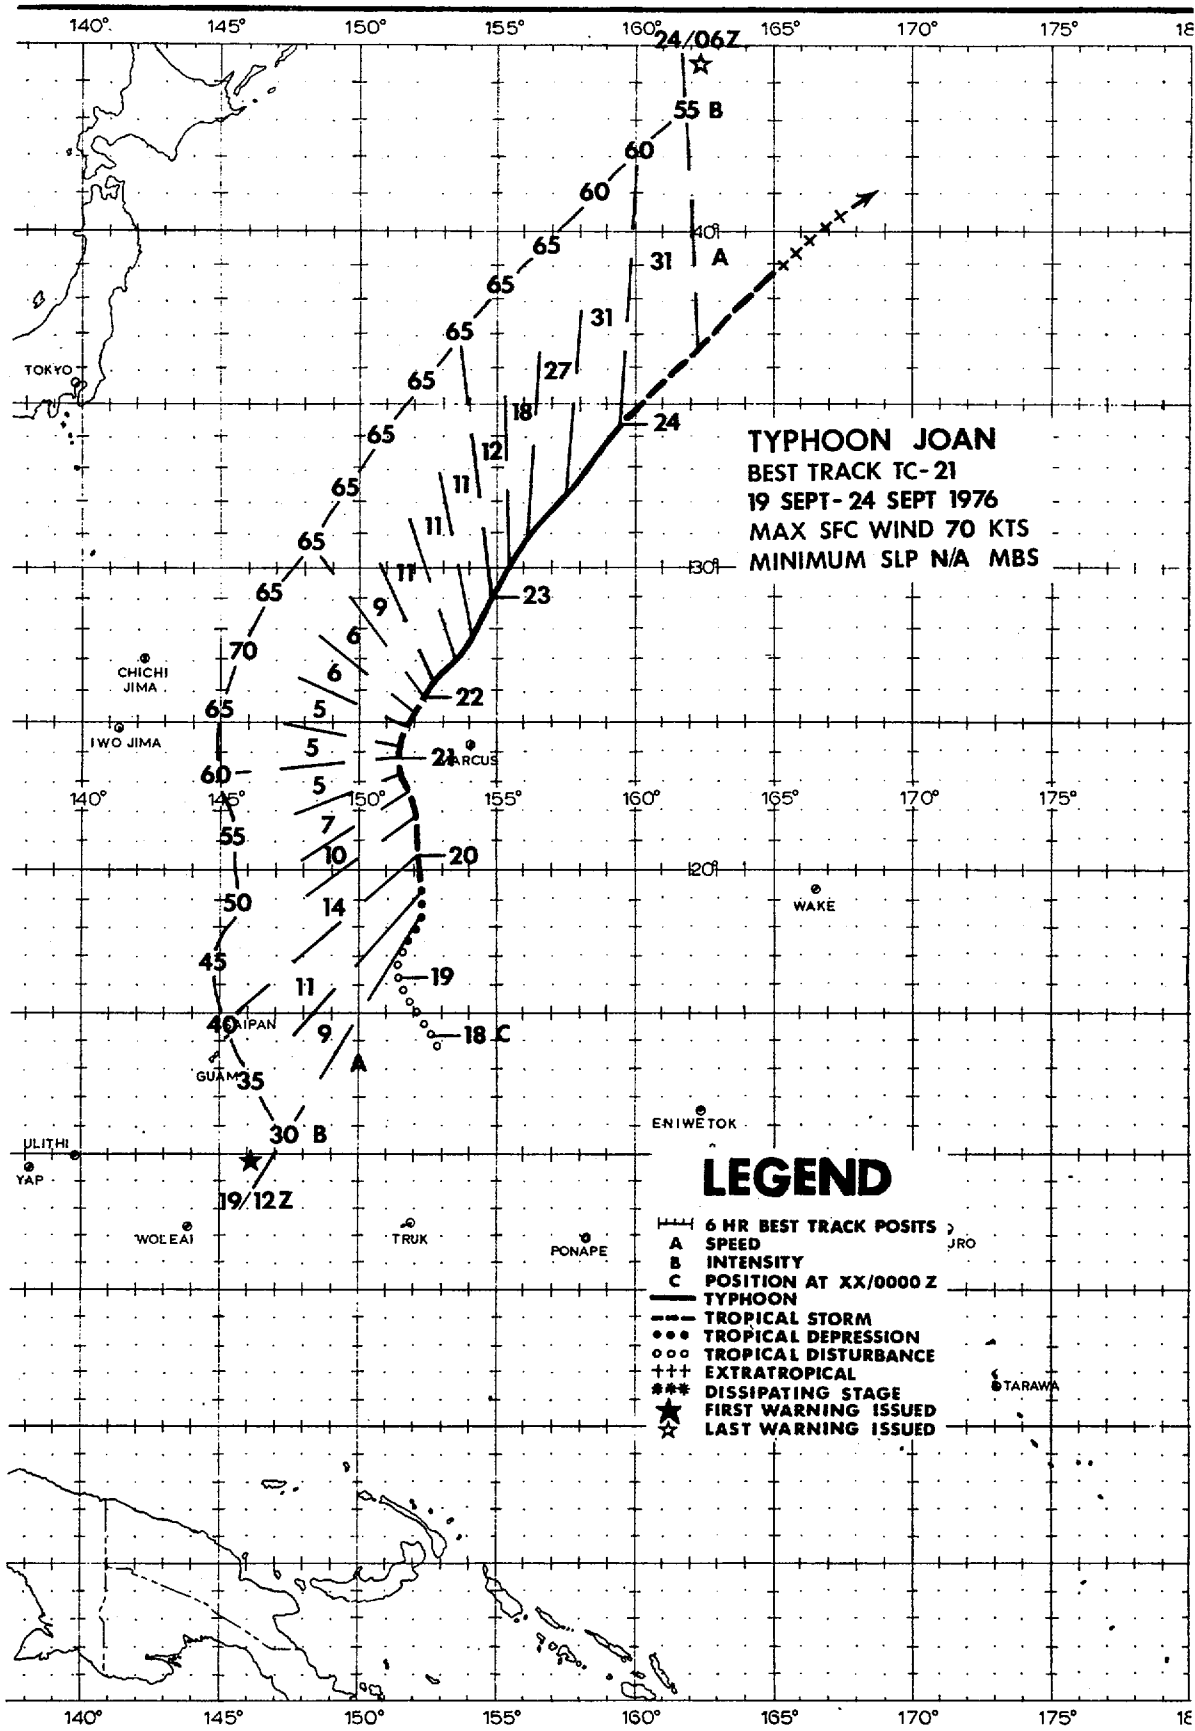 140° 145° 150° 155° 160° 165° 170° 175° 18
24/06Z
55 B
60
60
40°
65
31 A
65
31
65
TOKYO
65
27
18
24
65
12
TYPHOON JOAN
BEST TRACK TC-21
19 SEPT-24 SEPT 1976
MAX SFC WIND 70 KTS
MINIMUM SLP N/A MBS
65
11
11
65
30°
11
65
23
9
6
70
CHICHI
JIMA
6
22
65
5
IWO JIMA
5
21
MARCUS
60
5
140° 145° 150° 155° 160° 165° 170° 175°
7
55
10
20
20°
50
14
WAKE
45
19
11
40
SAIPAN
9
18 C
A
GUAM
35
ENIWETOK
30 B
ULITHI
YAP
19/12Z
WOLEAI
TRUK
PONAPE
LEGEND
6 HR BEST TRACK POSITS
A SPEED
B INTENSITY
C POSITION AT XX/0000 Z
TYPHOON
TROPICAL STORM
TROPICAL DEPRESSION
TROPICAL DISTURBANCE
+++ EXTRATROPICAL
*** DISSIPATING STAGE
FIRST WARNING ISSUED
LAST WARNING ISSUED
URO
TARAWA
140° 145° 150° 155° 160° 165° 170° 175° 18